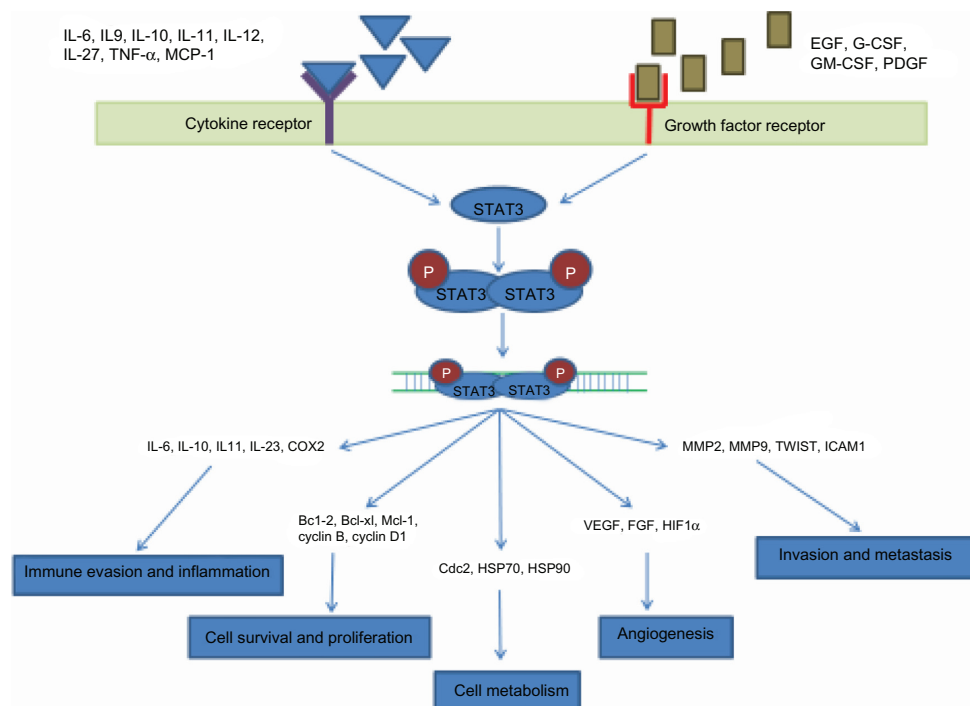 IL-6, IL9, IL-10, IL-11, IL-12,
IL-27, TNF-α, MCP-1
EGF, G-CSF,
GM-CSF, PDGF
Cytokine receptor
Growth factor receptor
STAT3
P
P
STAT3
STAT3
P
P
STAT3
STAT3
IL-6, IL-10, IL11, IL-23, COX2
MMP2, MMP9, TWIST, ICAM1
Bc1-2, Bcl-xl, Mcl-1,
cyclin B, cyclin D1
VEGF, FGF, HIF1α
Cdc2, HSP70, HSP90
Invasion and metastasis
Immune evasion and inflammation
Cell survival and proliferation
Angiogenesis
Cell metabolism